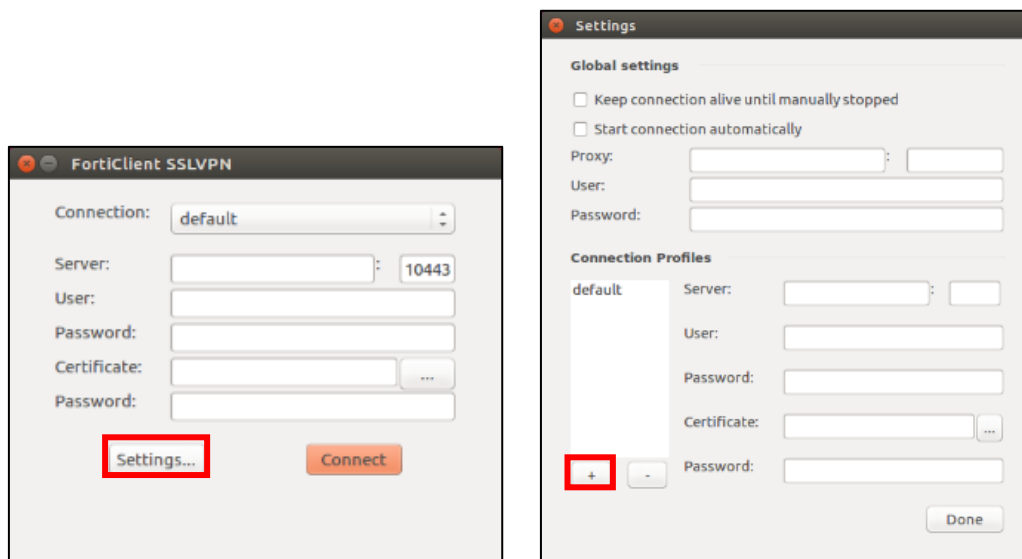 FortiClient SSLVPN
Connection: default
Server: : 10443
User:
Password:
Certificate: ...
Password:
Settings... Connect
Settings
Global settings
Keep connection alive until manually stopped
Start connection automatically
Proxy: :
User:
Password:
Connection Profiles
default Server: :
User:
Password:
Certificate: ...
+ - Password:
Done